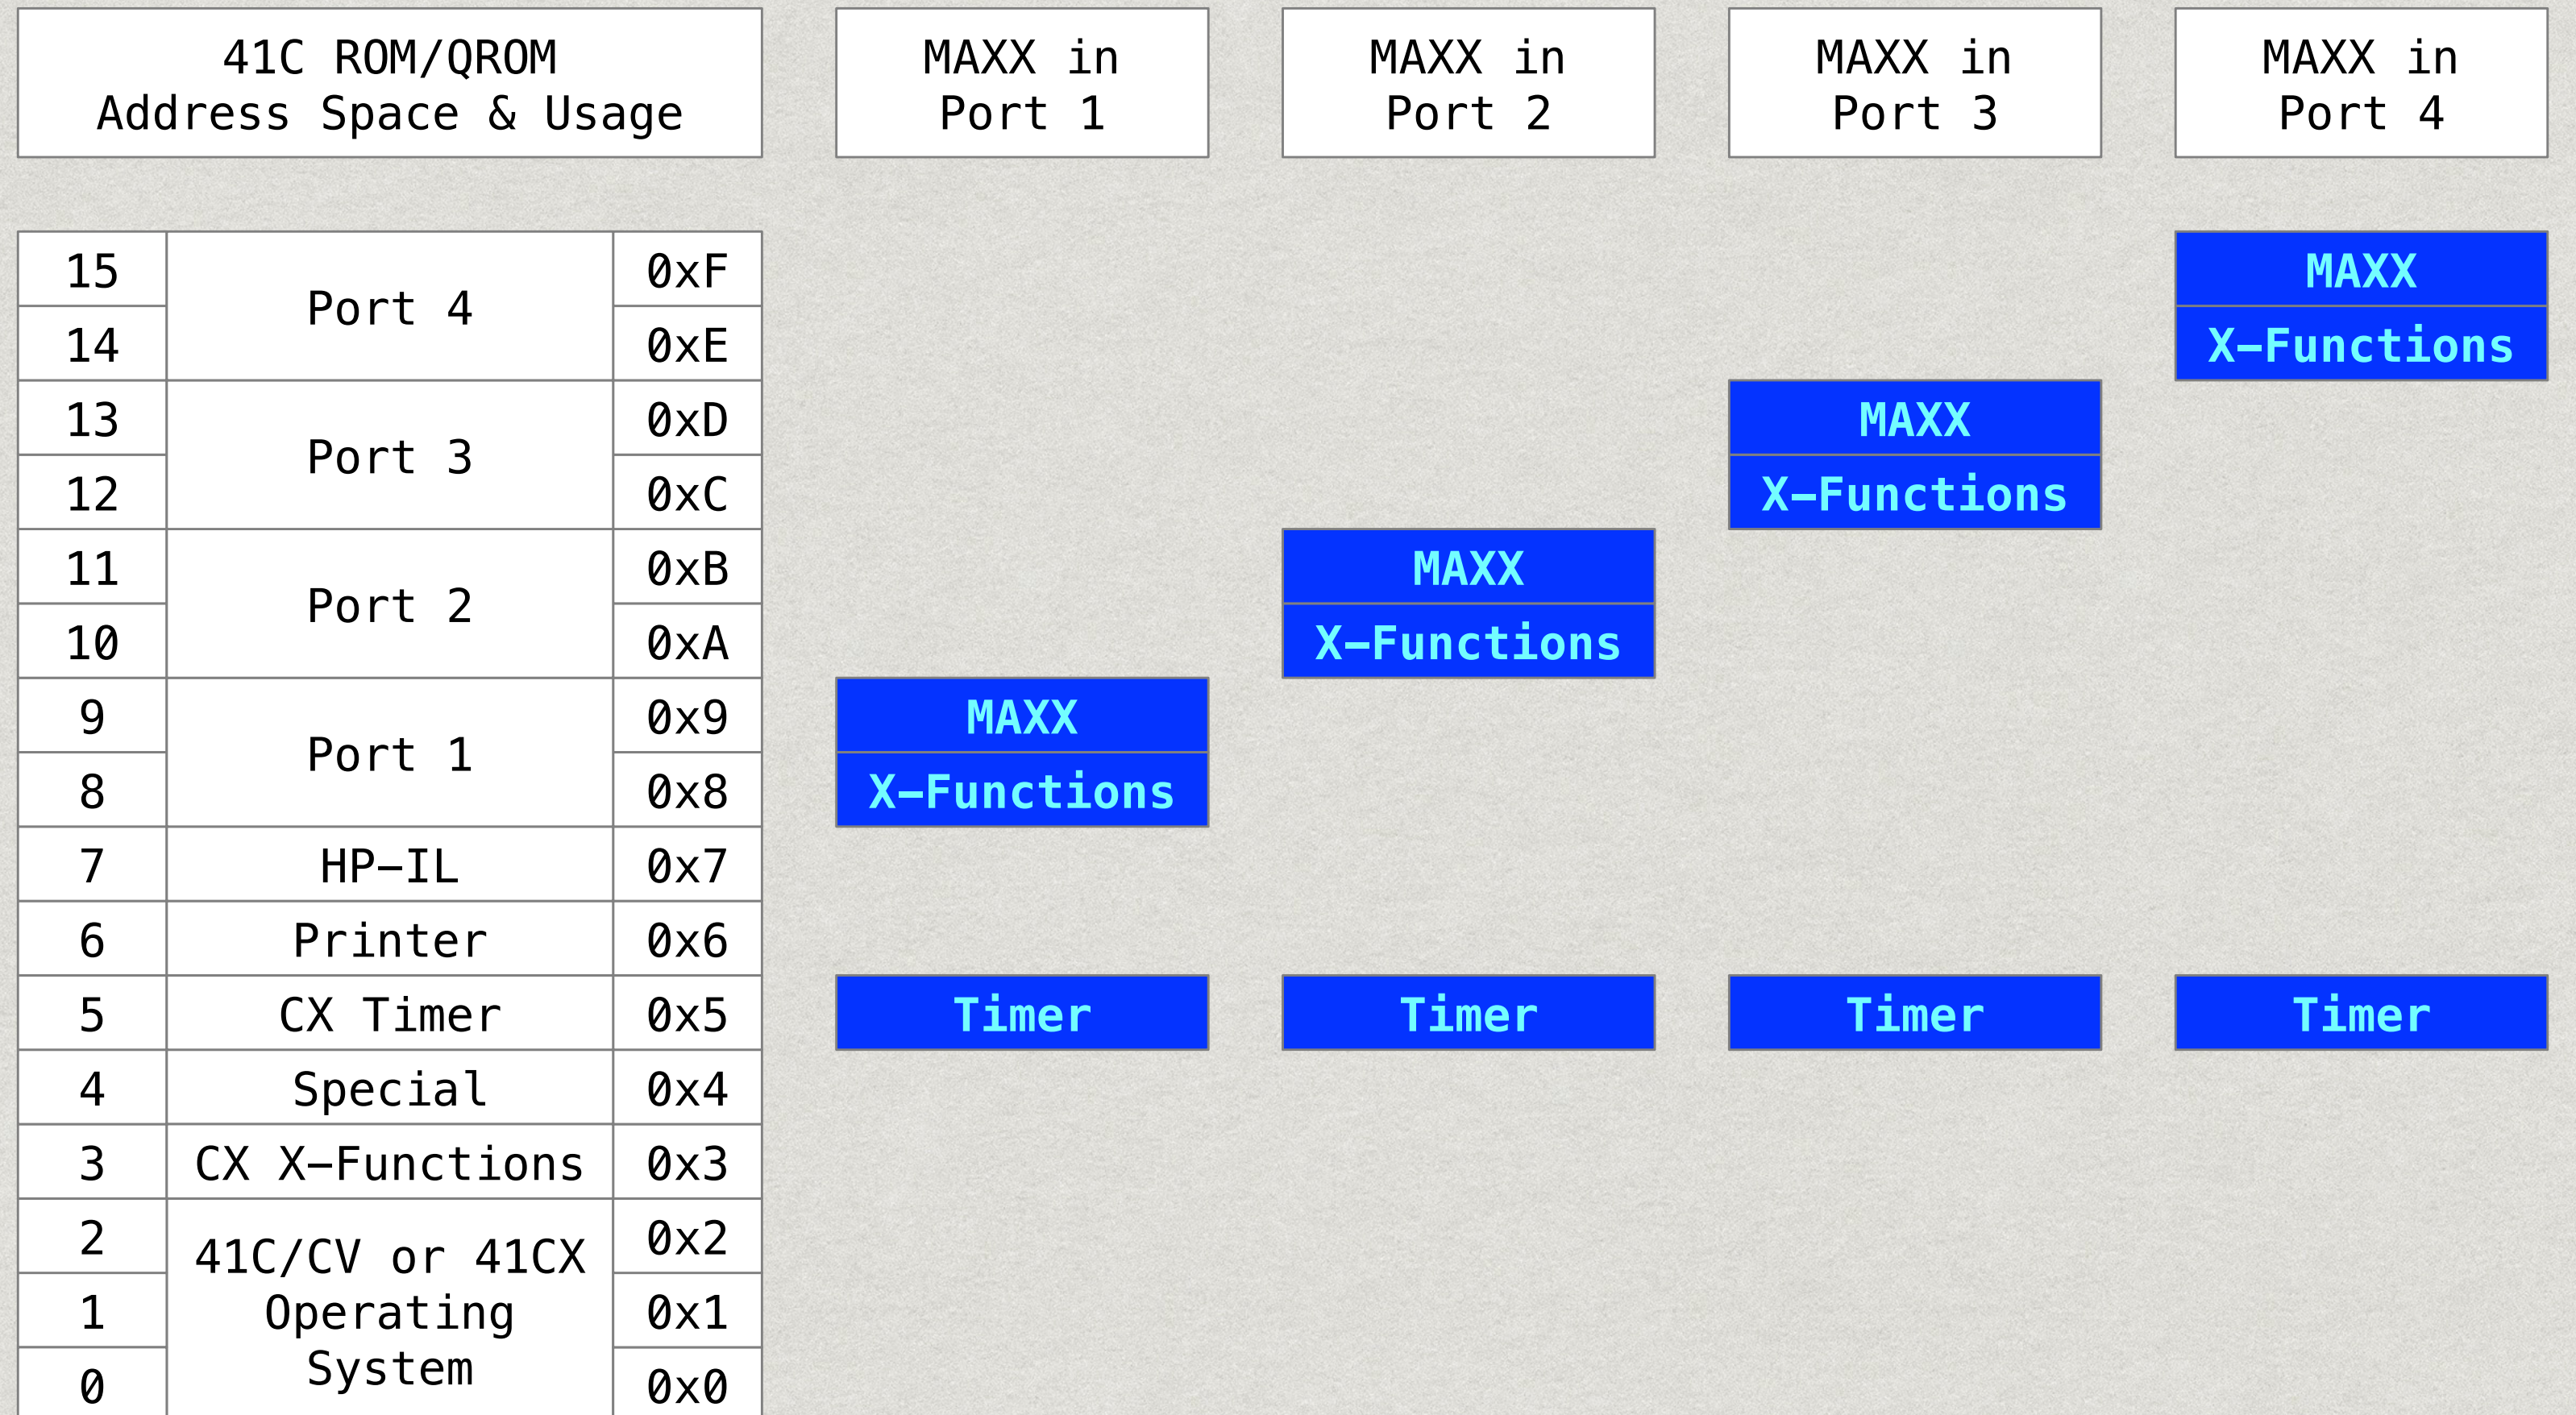 41C ROM/QROM
Address Space & Usage
MAXX in
Port 1
MAXX in
Port 2
MAXX in
Port 3
MAXX in
Port 4
15
Port 4
0xF
MAXX
14
0xE
X-Functions
13
Port 3
0xD
MAXX
12
0xC
X-Functions
11
Port 2
0xB
MAXX
10
0xA
X-Functions
9
Port 1
0x9
MAXX
8
0x8
X-Functions
7
HP-IL
0x7
6
Printer
0x6
5
CX Timer
0x5
Timer
Timer
Timer
Timer
4
Special
0x4
3
CX X-Functions
0x3
2
0x2
41C/CV or 41CX
Operating
System
1
0x1
0
0x0